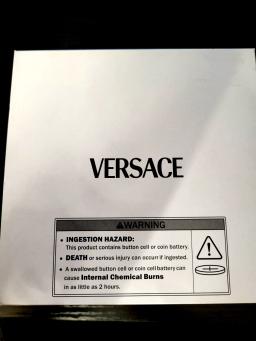 VERSACE
⚠WARNING
• INGESTION HAZARD:
This product contains button cell or coin battery.
• DEATH or serious injury can occurr if ingested.
• A swallowed button cell or coin cell battery can
cause Internal Chemical Burns
in as little as 2 hours.